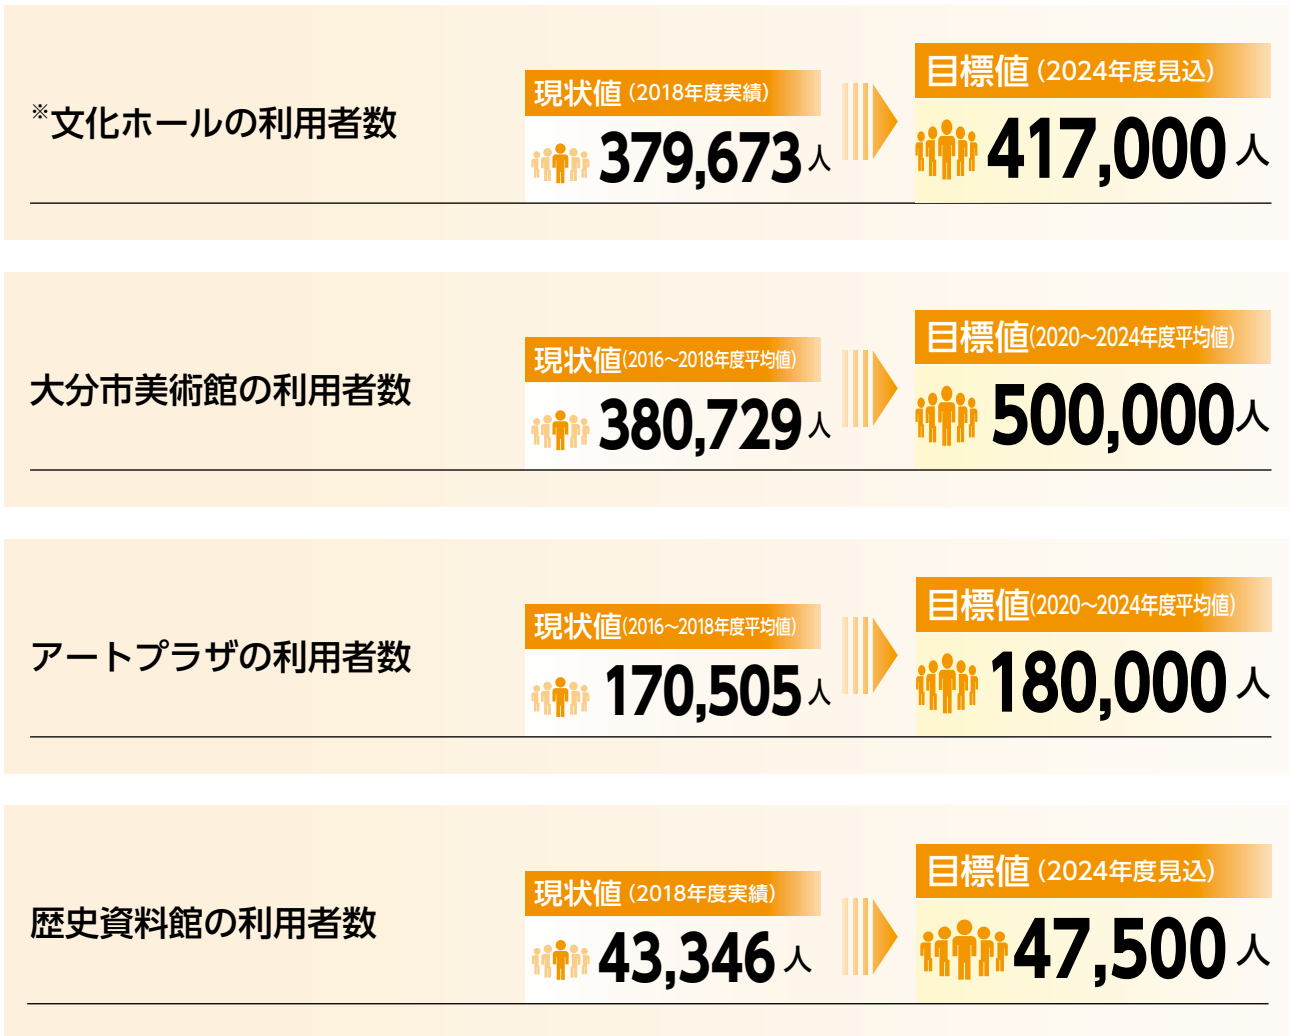 ※文化ホールの利用者数
現状値（2018年度実績）
379,673人
目標値（2024年度見込）
417,000人
大分市美術館の利用者数
現状値(2016〜2018年度平均値)
380,729人
目標値(2020〜2024年度平均値)
500,000人
アートプラザの利用者数
現状値(2016〜2018年度平均値)
170,505人
目標値(2020〜2024年度平均値)
180,000人
歴史資料館の利用者数
現状値（2018年度実績）
43,346人
目標値（2024年度見込）
47,500人